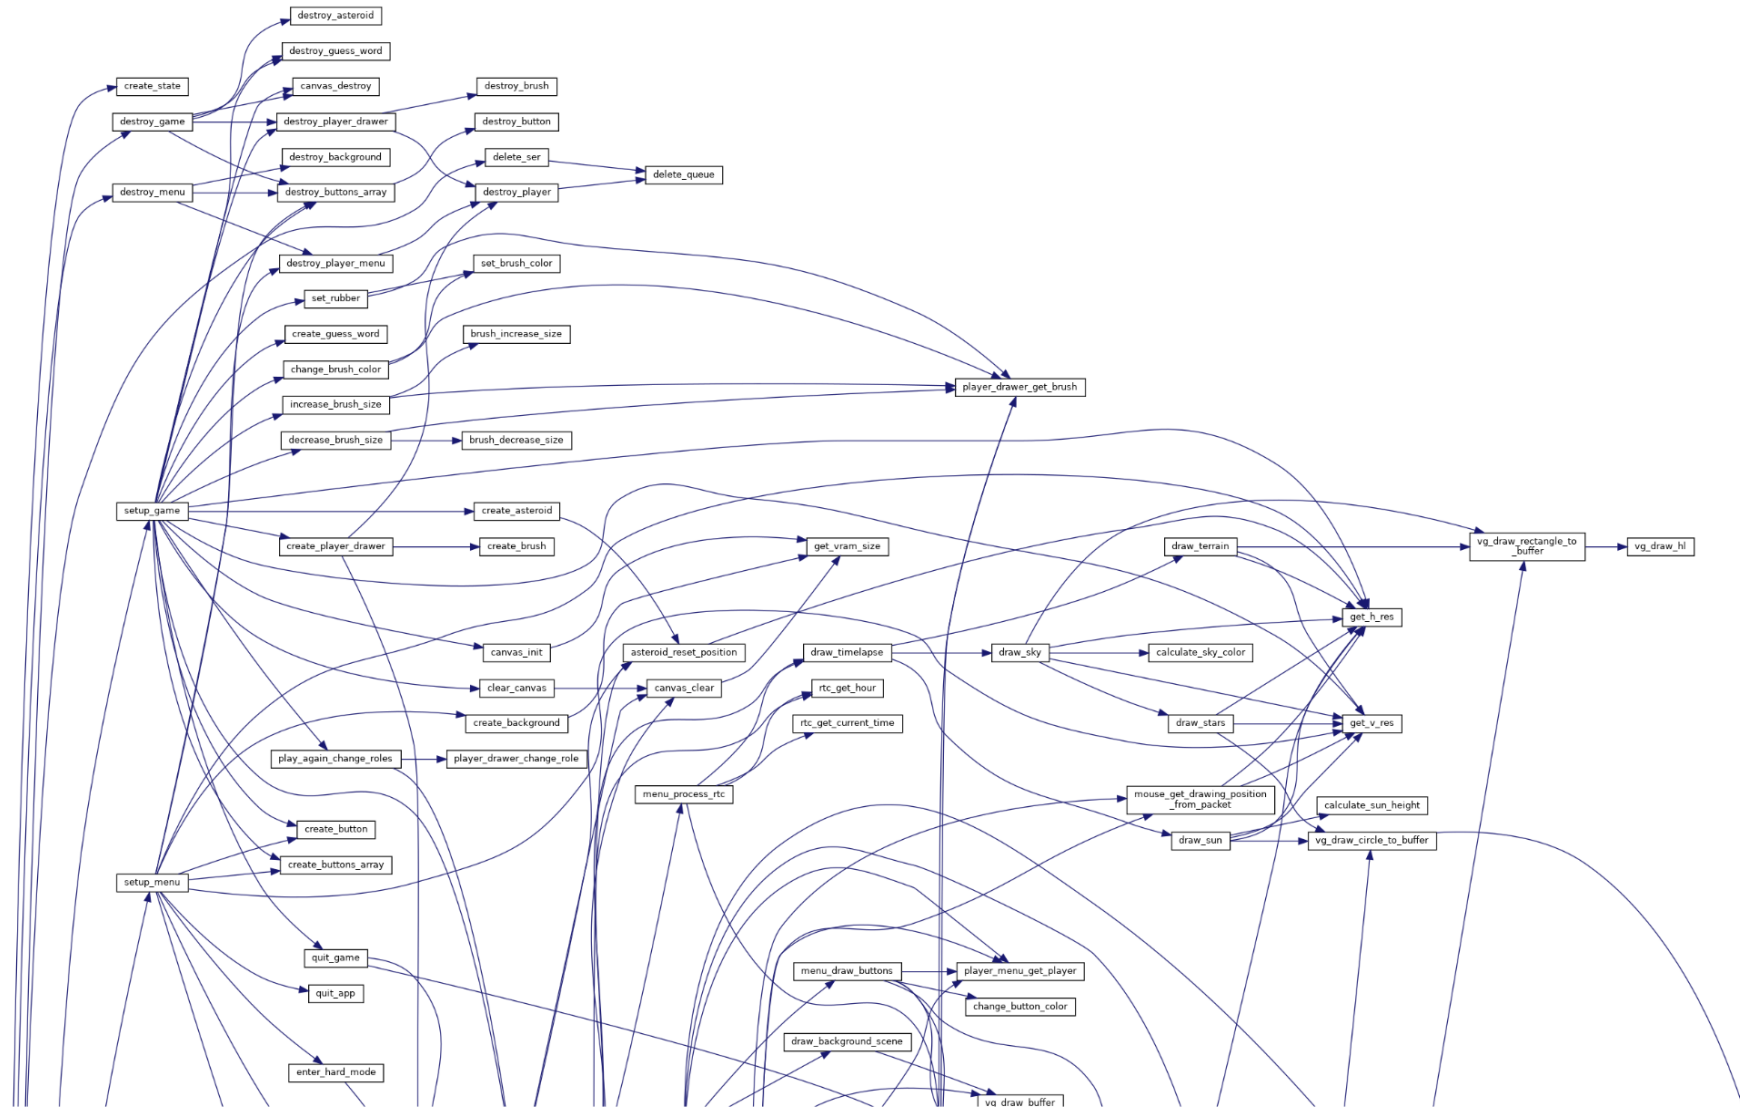 destroy_asteroid
destroy_guess_word
create_state
canvas_destroy
destroy_brush
destroy_game
destroy_player_drawer
destroy_button
destroy_background
delete_ser
delete_queue
destroy_menu
destroy_buttons_array
destroy_player
destroy_player_menu
set_brush_color
set_rubber
create_guess_word
brush_increase_size
change_brush_color
player_drawer_get_brush
increase_brush_size
decrease_brush_size
brush_decrease_size
setup_game
create_asteroid
create_player_drawer
create_brush
get_vram_size
draw_terrain
vg_draw_rectangle_to
_buffer
vg_draw_hl
get_h_res
canvas_init
asteroid_reset_position
draw_timelapse
draw_sky
calculate_sky_color
clear_canvas
canvas_clear
rtc_get_hour
create_background
rtc_get_current_time
draw_stars
get_v_res
play_again_change_roles
player_drawer_change_role
menu_process_rtc
mouse_get_drawing_position
_from_packet
calculate_sun_height
create_button
draw_sun
vg_draw_circle_to_buffer
create_buttons_array
setup_menu
quit_game
menu_draw_buttons
player_menu_get_player
quit_app
change_button_color
draw_background_scene
enter_hard_mode
vg_draw_buffer